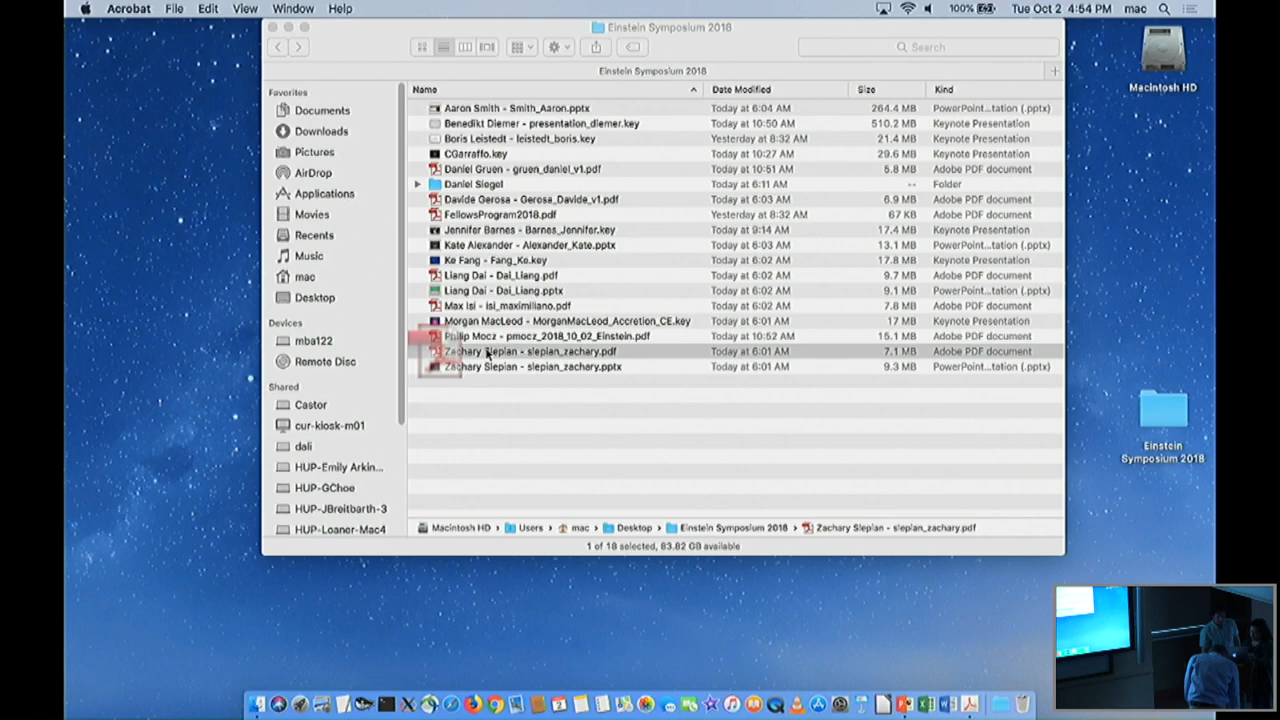 Acrobat File Edit View Window Help 100% Tue Oct 2 4:54 PM mac
Einstein Symposium 2018
Search
Einstein Symposium 2018
Name Date Modified Size Kind
Aaron Smith - Smith_Aaron.pptx Today at 6:04 AM 264.4 MB PowerPoint...tation (.pptx)
Benedikt Diemer - presentation_diemer.key Today at 10:50 AM 510.2 MB Keynote Presentation
Boris Leistedt - leistedt_boris.key Yesterday at 8:32 AM 21.4 MB Keynote Presentation
CGarraffo.key Today at 10:27 AM 29.6 MB Keynote Presentation
Daniel Gruen - gruen_daniel_v1.pdf Today at 10:51 AM 5.8 MB Adobe PDF document
Daniel Siegel Today at 6:11 AM -- Folder
Davide Gerosa - Gerosa_Davide_v1.pdf Today at 6:03 AM 6.9 MB Adobe PDF document
FellowsProgram2018.pdf Yesterday at 8:32 AM 67 KB Adobe PDF document
Jennifer Barnes - Barnes_Jennifer.key Today at 9:14 AM 17.4 MB Keynote Presentation
Kate Alexander - Alexander_Kate.pptx Today at 6:03 AM 13.1 MB PowerPoint...tation (.pptx)
Ke Fang - Fang_Ke.key Today at 6:02 AM 17.8 MB Keynote Presentation
Liang Dai - Dai_Liang.pdf Today at 6:02 AM 9.7 MB Adobe PDF document
Liang Dai - Dai_Liang.pptx Today at 6:02 AM 9.1 MB PowerPoint...tation (.pptx)
Max Isi - isi_maximiliano.pdf Today at 6:02 AM 7.8 MB Adobe PDF document
Morgan MacLeod - MorganMacLeod_Accretion_CE.key Today at 6:01 AM 17 MB Keynote Presentation
Philip Mocz - pmocz_2018_10_02_Einstein.pdf Today at 10:52 AM 15.1 MB Adobe PDF document
Zachary Slepian - slepian_zachary.pdf Today at 6:01 AM 7.1 MB Adobe PDF document
Zachary Slepian - slepian_zachary.pptx Today at 6:01 AM 9.3 MB PowerPoint...tation (.pptx)
Favorites
Documents
Downloads
Pictures
AirDrop
Applications
Movies
Recents
Music
mac
Desktop
Devices
mba122
Remote Disc
Shared
Castor
cur-kiosk-m01
dali
HUP-Emily Arkin...
HUP-GChoe
HUP-JBreitbarth-3
HUP-Loaner-Mac4
Macintosh HD Users mac Desktop Einstein Symposium 2018 Zachary Slepian - slepian_zachary.pdf
1 of 18 selected, 83.82 GB available
Macintosh HD
Einstein
Symposium 2018